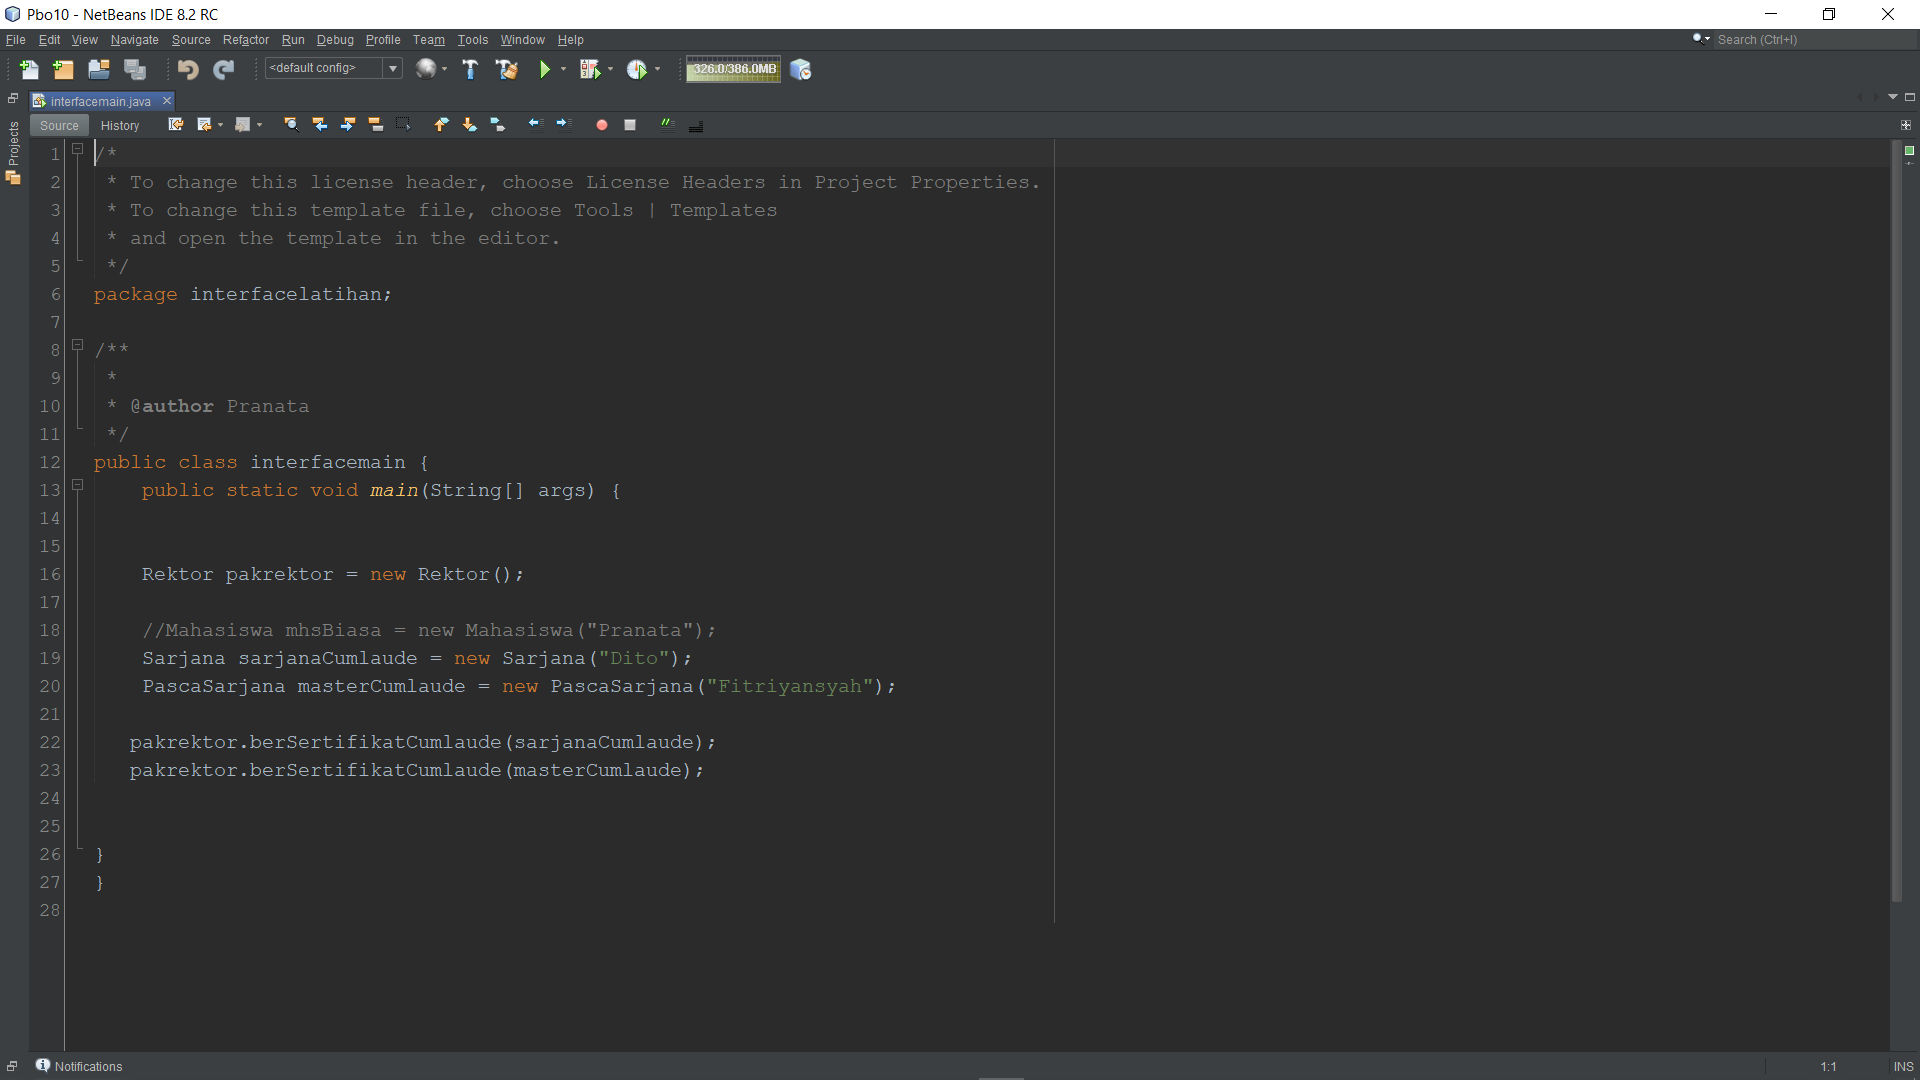 Pbo10 - NetBeans IDE 8.2 RC
File Edit View Navigate Source Refactor Run Debug Profile Team Tools Window Help
Search (Ctrl+I)
<default config>
326.0/386.0MB
interfacemain.java
Source History
Projects
1 /*
2 * To change this license header, choose License Headers in Project Properties.
3 * To change this template file, choose Tools | Templates
4 * and open the template in the editor.
5 */
6 package interfacelatihan;
7
8 /**
9 *
10 * @author Pranata
11 */
12 public class interfacemain {
13 public static void main(String[] args) {
14
15
16 Rektor pakrektor = new Rektor();
17
18 //Mahasiswa mhsBiasa = new Mahasiswa("Pranata");
19 Sarjana sarjanaCumlaude = new Sarjana("Dito");
20 PascaSarjana masterCumlaude = new PascaSarjana("Fitriyansyah");
21
22 pakrektor.berSertifikatCumlaude(sarjanaCumlaude);
23 pakrektor.berSertifikatCumlaude(masterCumlaude);
24
25
26 }
27 }
28
Notifications
1:1 INS